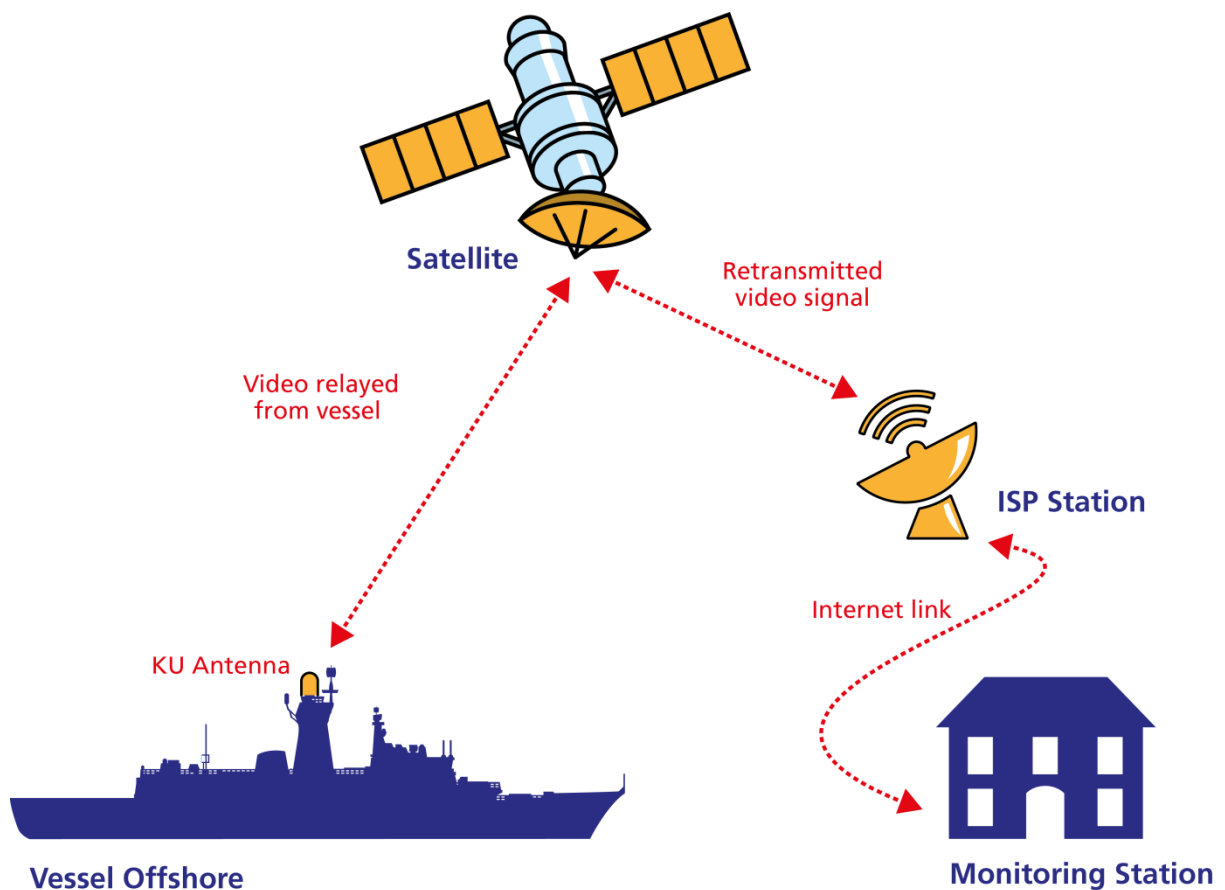 Satellite
Retransmitted
video signal
Video relayed
from vessel
ISP Station
Internet link
KU Antenna
Vessel Offshore
Monitoring Station